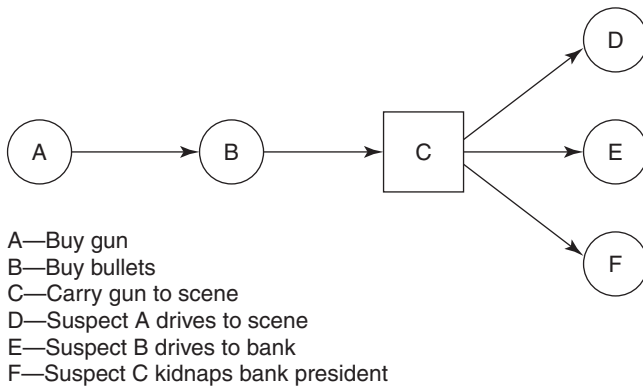 D
A
B
C
E
F
A—Buy gun
B—Buy bullets
C—Carry gun to scene
D—Suspect A drives to scene
E—Suspect B drives to bank
F—Suspect C kidnaps bank president